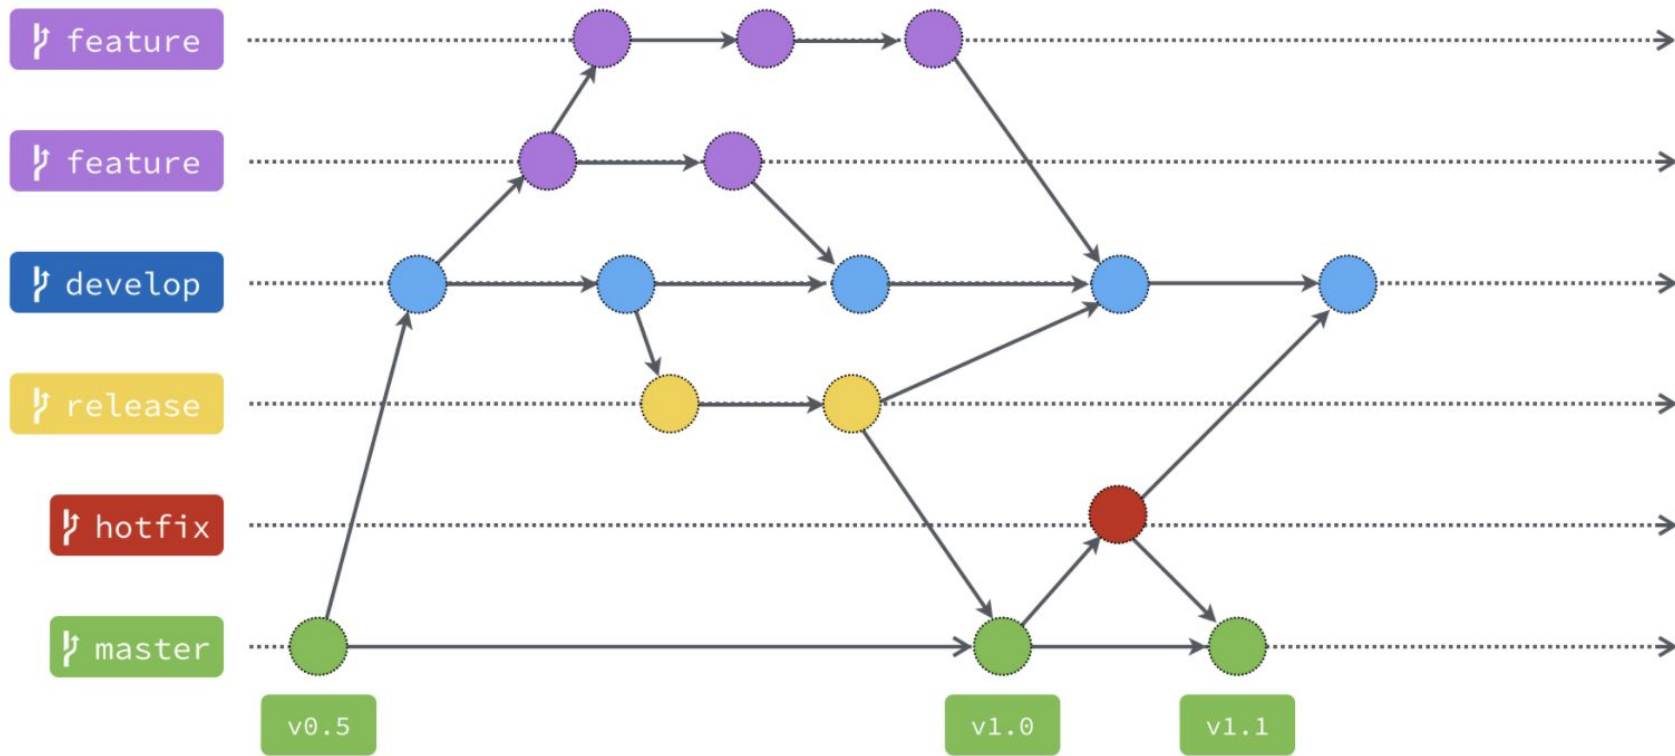 feature
feature
develop
release
hotfix
master
v0.5
v1.0
v1.1